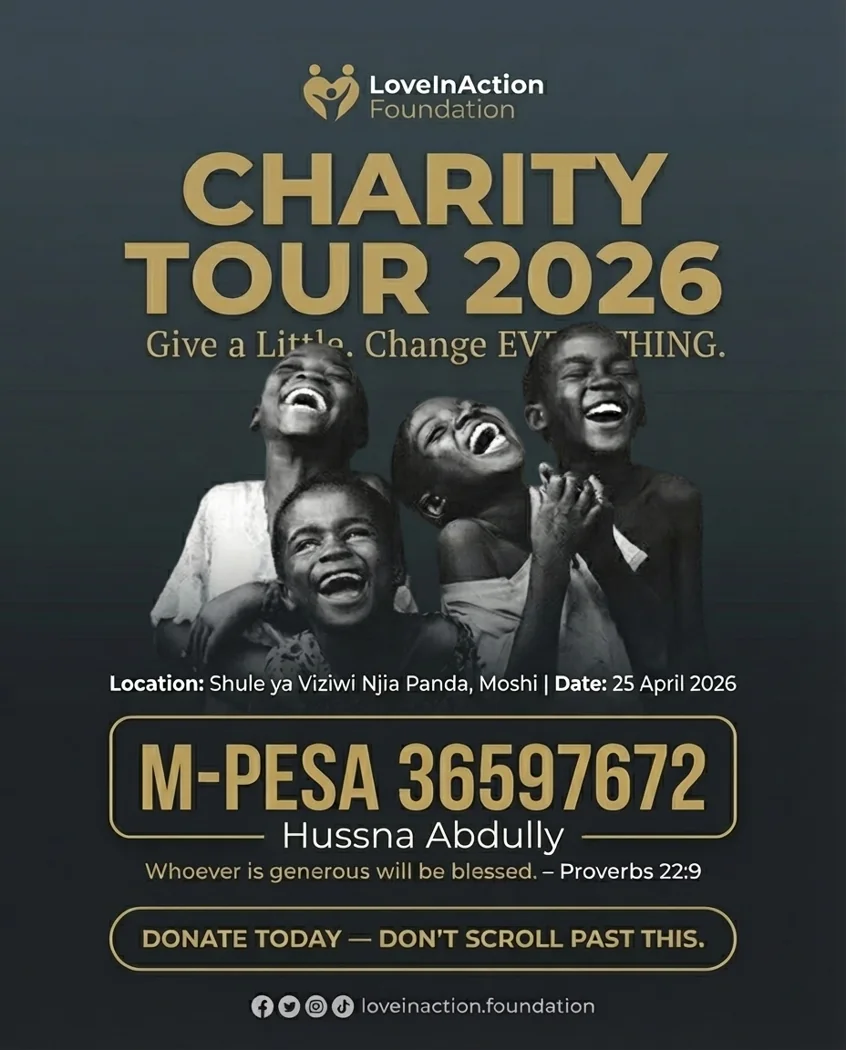 LoveInAction
Foundation
CHARITY
TOUR 2026
Give a Little. Change EVERYTHING.
Location: Shule ya Viziwi Njia Panda, Moshi | Date: 25 April 2026
M-PESA 36597672
Hussna Abdully
Whoever is generous will be blessed. – Proverbs 22:9
DONATE TODAY — DON'T SCROLL PAST THIS.
loveinaction.foundation